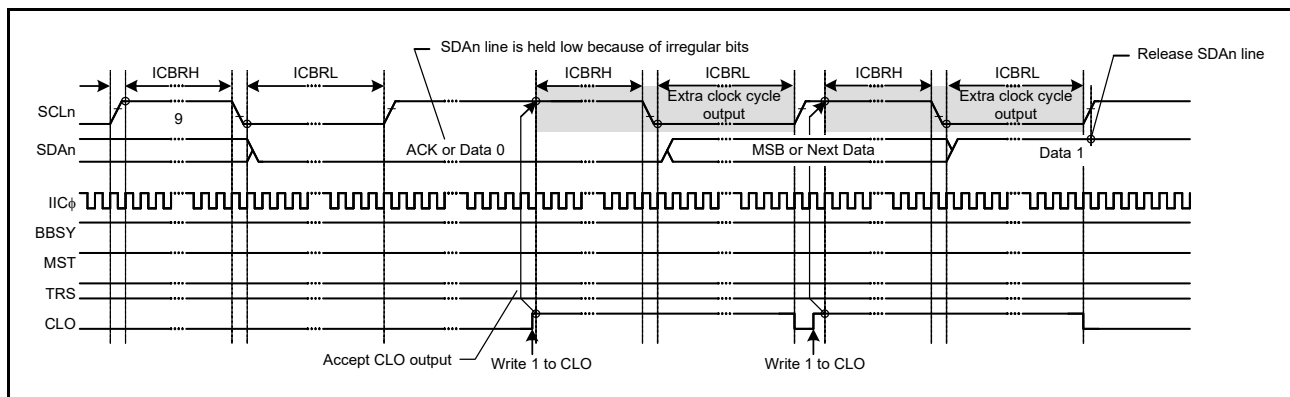 SDAn line is held low because of irregular bits
Release SDAn line
ICBRH
ICBRL
ICBRH
ICBRL
ICBRH
ICBRL
SCLn
9
Extra clock cycle
output
Extra clock cycle
output
SDAn
ACK or Data 0
MSB or Next Data
Data 1
IICϕ
BBSY
MST
TRS
CLO
Accept CLO output
Write 1 to CLO
Write 1 to CLO